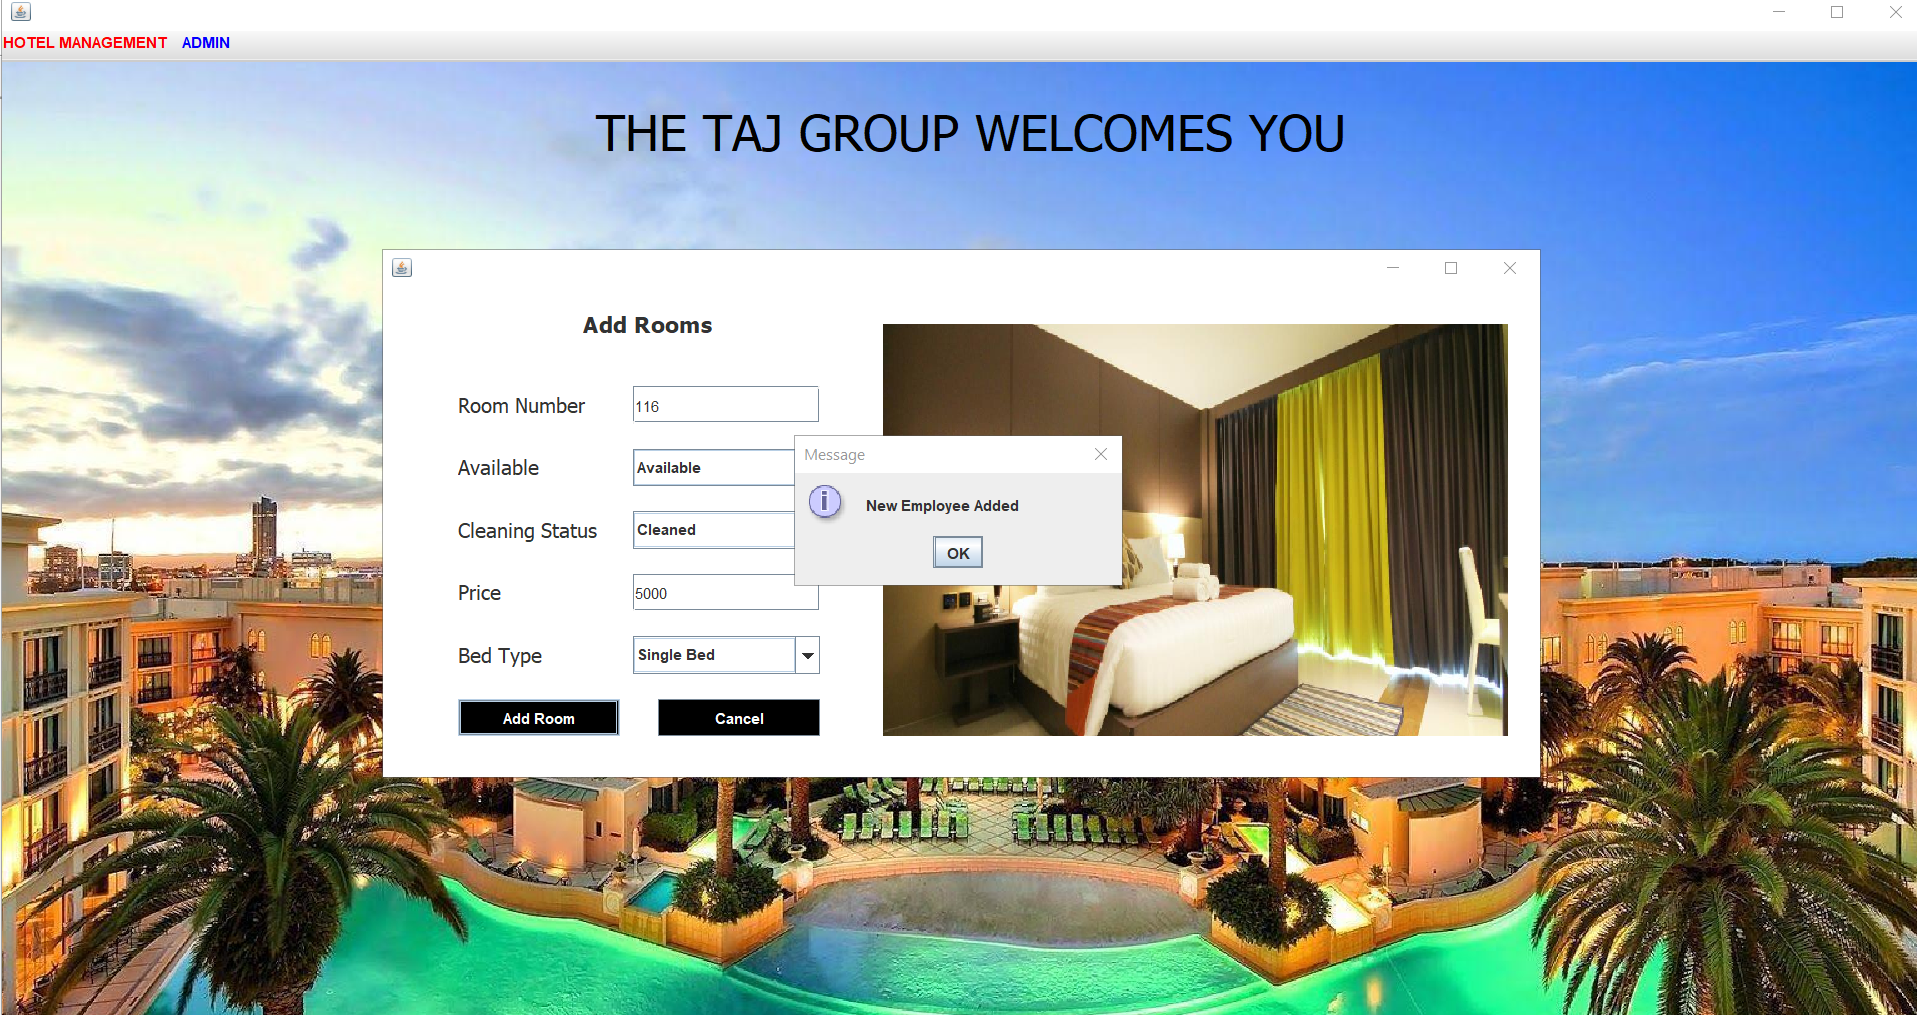 HOTEL MANAGEMENT ADMIN
THE TAJ GROUP WELCOMES YOU
Add Rooms
Room Number 116
Available Available
Cleaning Status Cleaned
Price 5000
Bed Type Single Bed
Add Room Cancel
Message
New Employee Added
OK